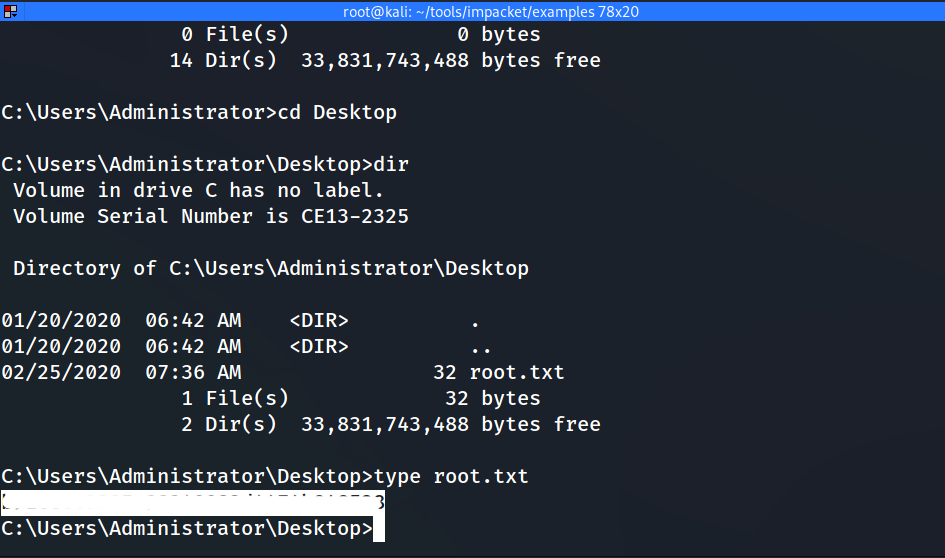 root@kali: ~/tools/impacket/examples 78x20
0 File(s) 0 bytes
14 Dir(s) 33,831,743,488 bytes free
C:\Users\Administrator>cd Desktop
C:\Users\Administrator\Desktop>dir
Volume in drive C has no label.
Volume Serial Number is CE13-2325
Directory of C:\Users\Administrator\Desktop
01/20/2020 06:42 AM <DIR> .
01/20/2020 06:42 AM <DIR> ..
02/25/2020 07:36 AM 32 root.txt
1 File(s) 32 bytes
2 Dir(s) 33,831,743,488 bytes free
C:\Users\Administrator\Desktop>type root.txt
C:\Users\Administrator\Desktop>